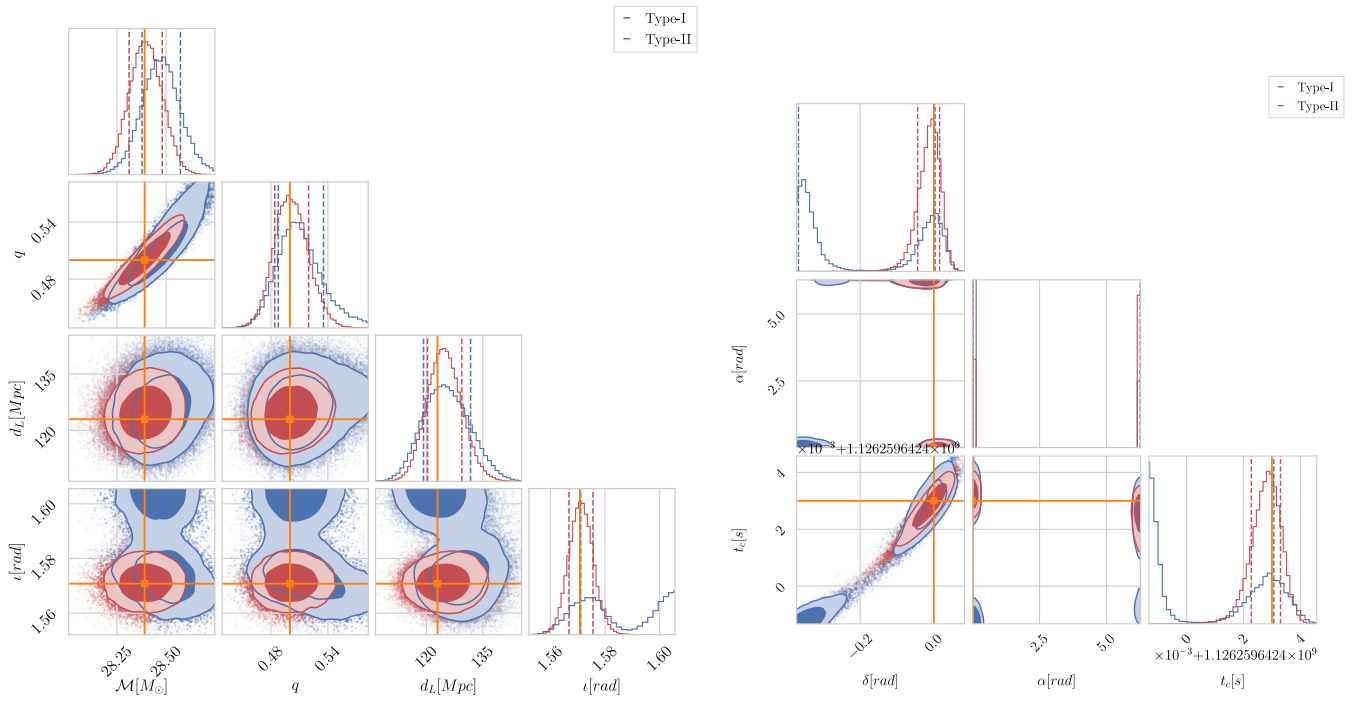 Type-I
Type-II
0.54
0.48
q
135
120
d_L[Mpc]
1.60
1.58
1.56
ι[rad]
28.25
28.50
ℳ[M_⊙]
0.48
0.54
q
120
135
d_L[Mpc]
1.56
1.58
1.60
ι[rad]
Type-I
Type-II
5.0
2.5
α[rad]
×10⁻³+1.1262596424×10⁹
4
2
0
t_c[s]
−0.2
0.0
δ[rad]
2.5
5.0
α[rad]
0
2
4
×10⁻³+1.1262596424×10⁹
t_c[s]